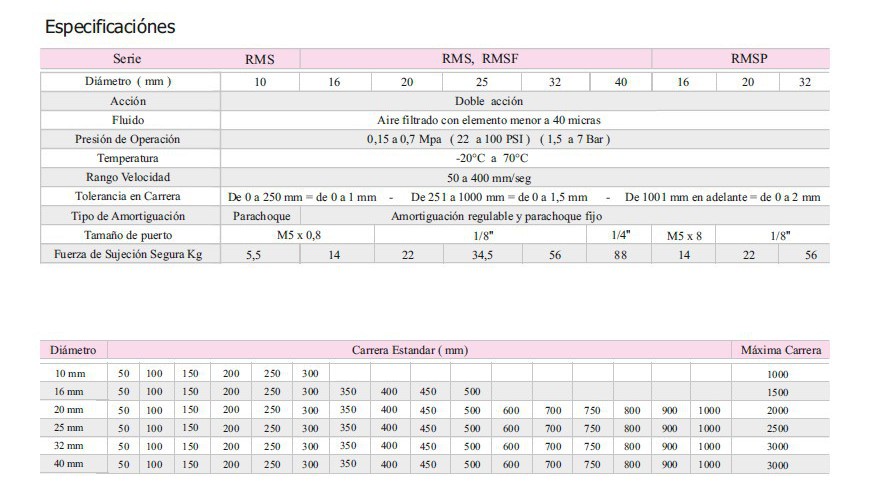 Especificaciónes
Serie RMS RMS, RMSF RMSP
Diámetro ( mm ) 10 16 20 25 32 40 16 20 32
Acción Doble acción
Fluido Aire filtrado con elemento menor a 40 micras
Presión de Operación 0,15 a 0,7 Mpa ( 22 a 100 PSI ) ( 1,5 a 7 Bar )
Temperatura -20°C a 70°C
Rango Velocidad 50 a 400 mm/seg
Tolerancia en Carrera De 0 a 250 mm = de 0 a 1 mm - De 251 a 1000 mm = de 0 a 1,5 mm - De 1001 mm en adelante = de 0 a 2 mm
Tipo de Amortiguación Parachoque Amortiguación regulable y parachoque fijo
Tamaño de puerto M5 x 0,8 1/8" 1/4" M5 x 8 1/8"
Fuerza de Sujeción Segura Kg 5,5 14 22 34,5 56 88 14 22 56
Diámetro Carrera Estandar ( mm) Máxima Carrera
10 mm 50 100 150 200 250 300 1000
16 mm 50 100 150 200 250 300 350 400 450 500 1500
20 mm 50 100 150 200 250 300 350 400 450 500 600 700 750 800 900 1000 2000
25 mm 50 100 150 200 250 300 350 400 450 500 600 700 750 800 900 1000 2500
32 mm 50 100 150 200 250 300 350 400 450 500 600 700 750 800 900 1000 3000
40 mm 50 100 150 200 250 300 350 400 450 500 600 700 750 800 900 1000 3000